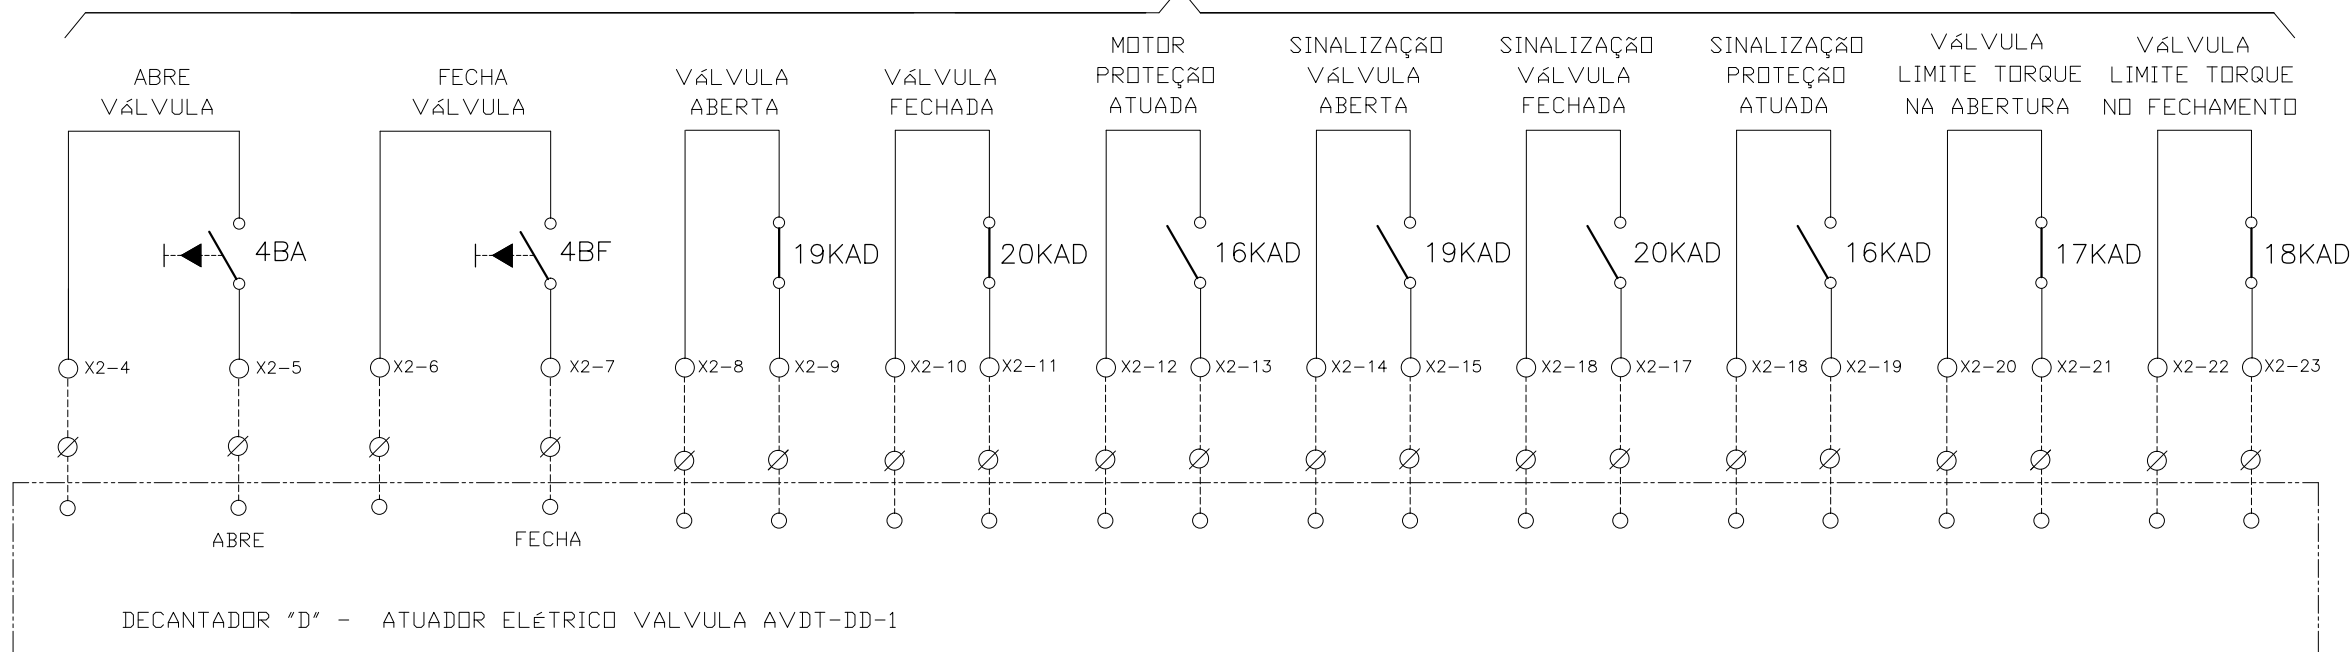 ABRE
VáLVULA
FECHA
VáLVULA
VáLVULA
ABERTA
VáLVULA
FECHADA
MOTOR
PROTEÇãO
ATUADA
SINALIZAÇãO
VáLVULA
ABERTA
SINALIZAÇãO
VáLVULA
FECHADA
SINALIZAÇãO
PROTEÇãO
ATUADA
VáLVULA
LIMITE TORQUE
NA ABERTURA
VáLVULA
LIMITE TORQUE
NO FECHAMENTO
4BA
4BF
19KAD
20KAD
16KAD
19KAD
20KAD
16KAD
17KAD
18KAD
X2-4
X2-5
X2-6
X2-7
X2-8
X2-9
X2-10
X2-11
X2-12
X2-13
X2-14
X2-15
X2-18
X2-17
X2-18
X2-19
X2-20
X2-21
X2-22
X2-23
ABRE
FECHA
DECANTADOR "D" - ATUADOR ELéTRICO VALVULA AVDT-DD-1